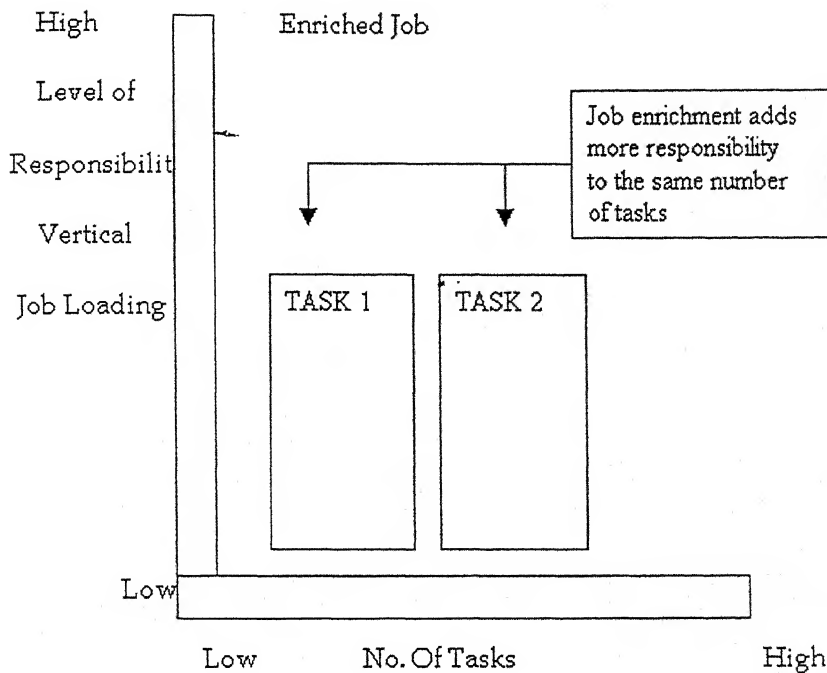 High
Enriched Job
Level of
Responsibilit
Vertical
Job Loading
Job enrichment adds
more responsibility
to the same number
of tasks
TASK 1
TASK 2
Low
Low
No. Of Tasks
High